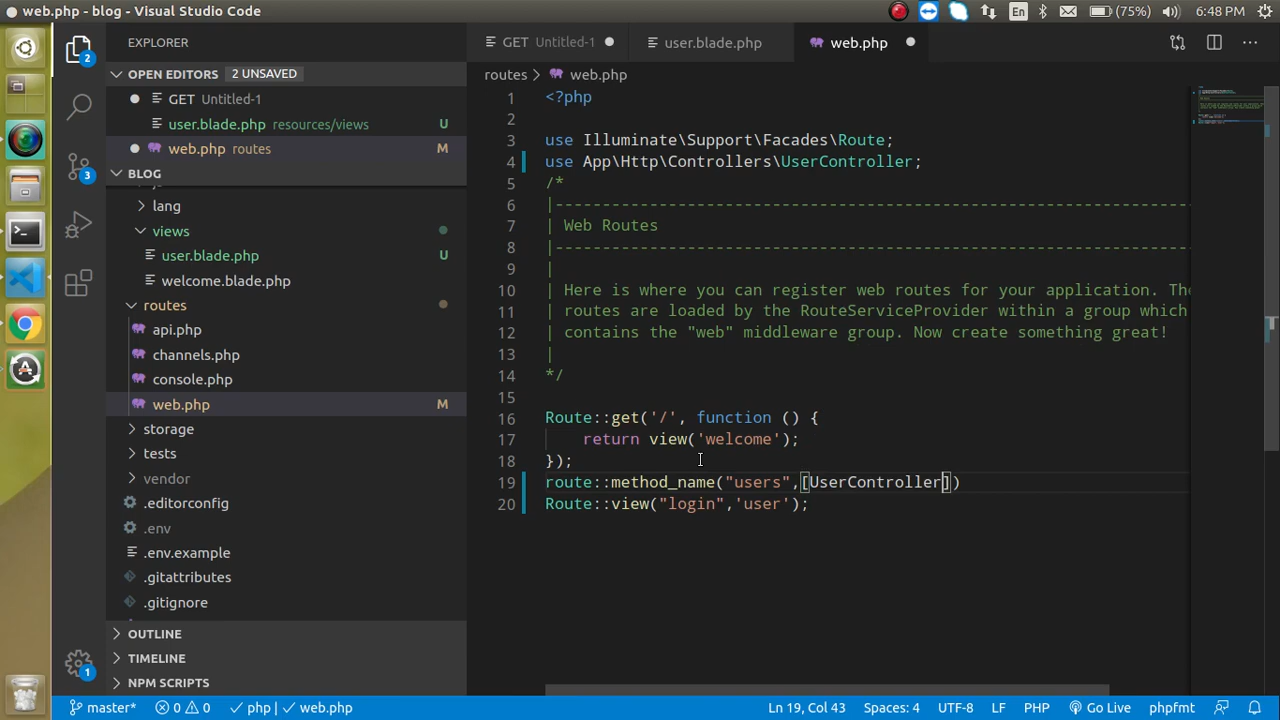 web.php - blog - Visual Studio Code
En (75%) 6:48 PM
EXPLORER
OPEN EDITORS 2 UNSAVED
GET Untitled-1
user.blade.php resources/views U
web.php routes M
BLOG
lang
views
user.blade.php U
welcome.blade.php
routes
api.php
channels.php
console.php
web.php M
storage
tests
vendor
.editorconfig
.env
.env.example
.gitattributes
.gitignore
OUTLINE
TIMELINE
NPM SCRIPTS
2
3
1
GET Untitled-1 user.blade.php web.php
routes > web.php
1 <?php
2
3 use Illuminate\Support\Facades\Route;
4 use App\Http\Controllers\UserController;
5 /*
6 |--------------------------------------------------------------------------
7 | Web Routes
8 |--------------------------------------------------------------------------
9 |
10 | Here is where you can register web routes for your application. The
11 | routes are loaded by the RouteServiceProvider within a group which
12 | contains the "web" middleware group. Now create something great!
13 |
14 */
15
16 Route::get('/', function () {
17 return view('welcome');
18 });
19 route::method_name("users",[UserController])
20 Route::view("login",'user');
master* 0 0 php | web.php Ln 19, Col 43 Spaces: 4 UTF-8 LF PHP Go Live phpfmt